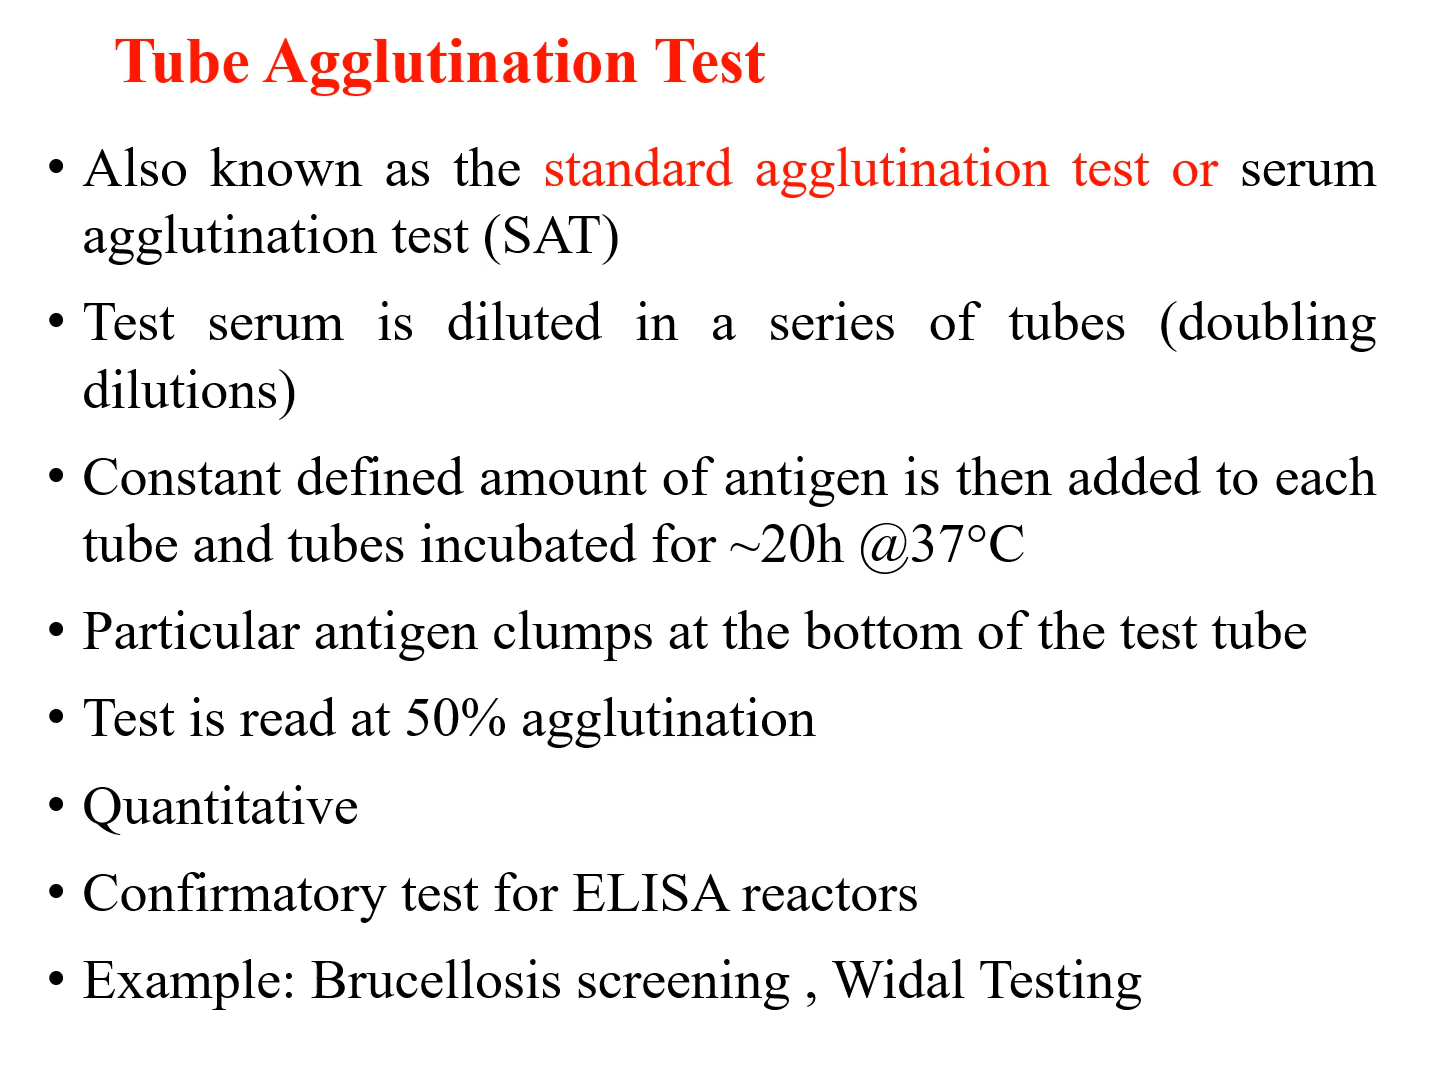 Tube Agglutination Test
• Also known as the standard agglutination test or serum
agglutination test (SAT)
• Test serum is diluted in a series of tubes (doubling
dilutions)
• Constant defined amount of antigen is then added to each
tube and tubes incubated for ~20h @37°C
• Particular antigen clumps at the bottom of the test tube
• Test is read at 50% agglutination
• Quantitative
• Confirmatory test for ELISA reactors
• Example: Brucellosis screening , Widal Testing